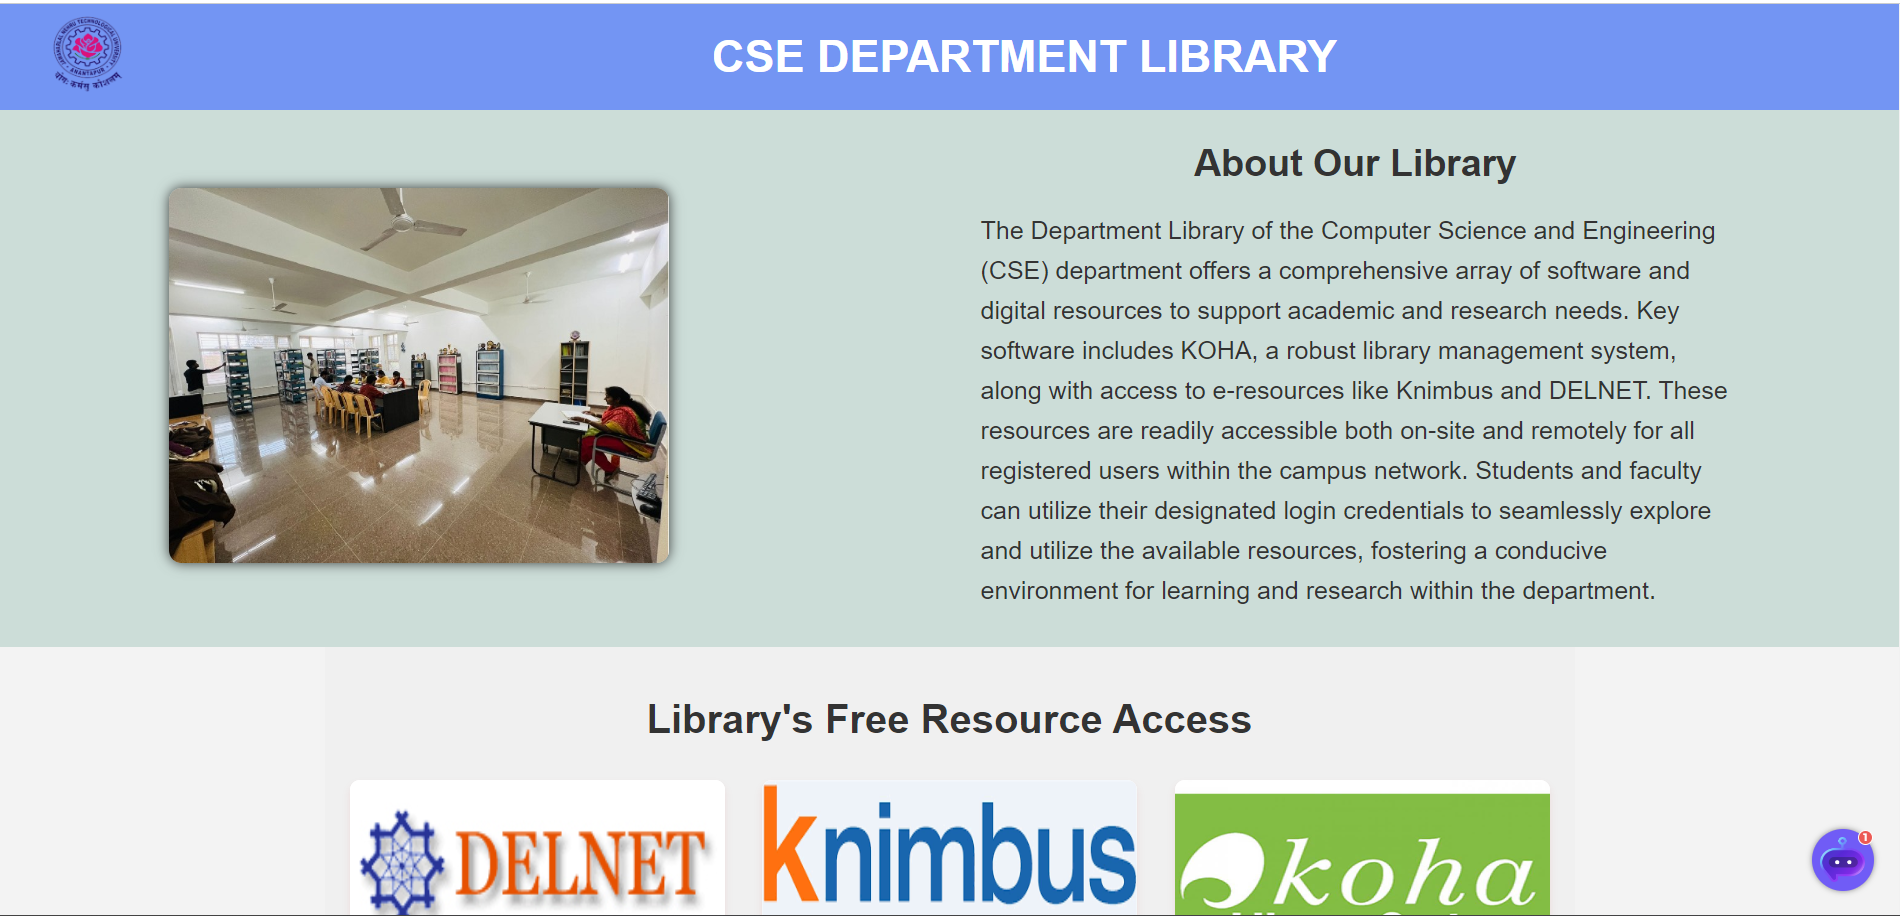 JAWAHARLAL NEHRU TECHNOLOGICAL UNIVERSITY
ANANTAPUR
CSE DEPARTMENT LIBRARY
About Our Library
The Department Library of the Computer Science and Engineering
(CSE) department offers a comprehensive array of software and
digital resources to support academic and research needs. Key
software includes KOHA, a robust library management system,
along with access to e-resources like Knimbus and DELNET. These
resources are readily accessible both on-site and remotely for all
registered users within the campus network. Students and faculty
can utilize their designated login credentials to seamlessly explore
and utilize the available resources, fostering a conducive
environment for learning and research within the department.
Library's Free Resource Access
DELNET
knimbus
koha
1